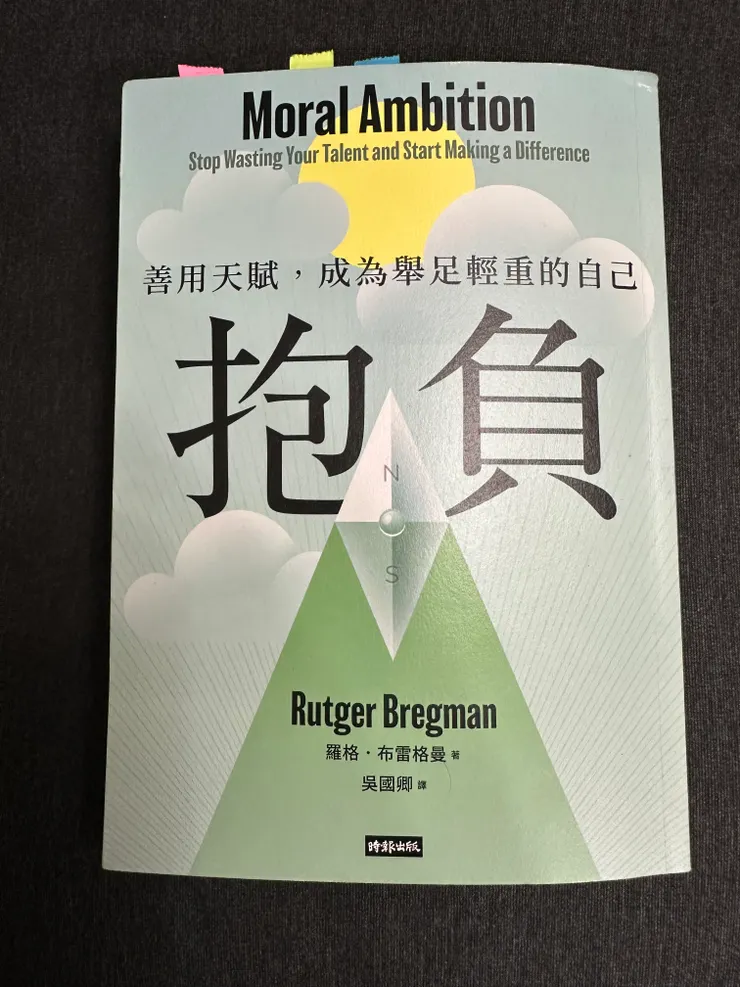 Moral Ambition
Stop Wasting Your Talent and Start Making a Difference
善用天賦，成為舉足輕重的自己
抱負
N
S
Rutger Bregman
羅格・布雷格曼 著
吳國卿 譯
時報出版